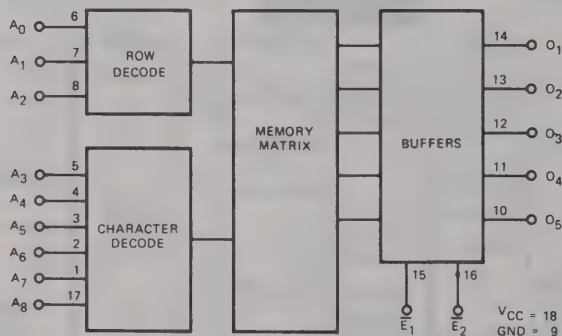 A0 6
A1 7
A2 8
ROW
DECODE
A3 5
A4 4
A5 3
A6 2
A7 1
A8 17
CHARACTER
DECODE
MEMORY
MATRIX
BUFFERS
14 O1
13 O2
12 O3
11 O4
10 O5
15 16
E̅1 E̅2
VCC = 18
GND = 9